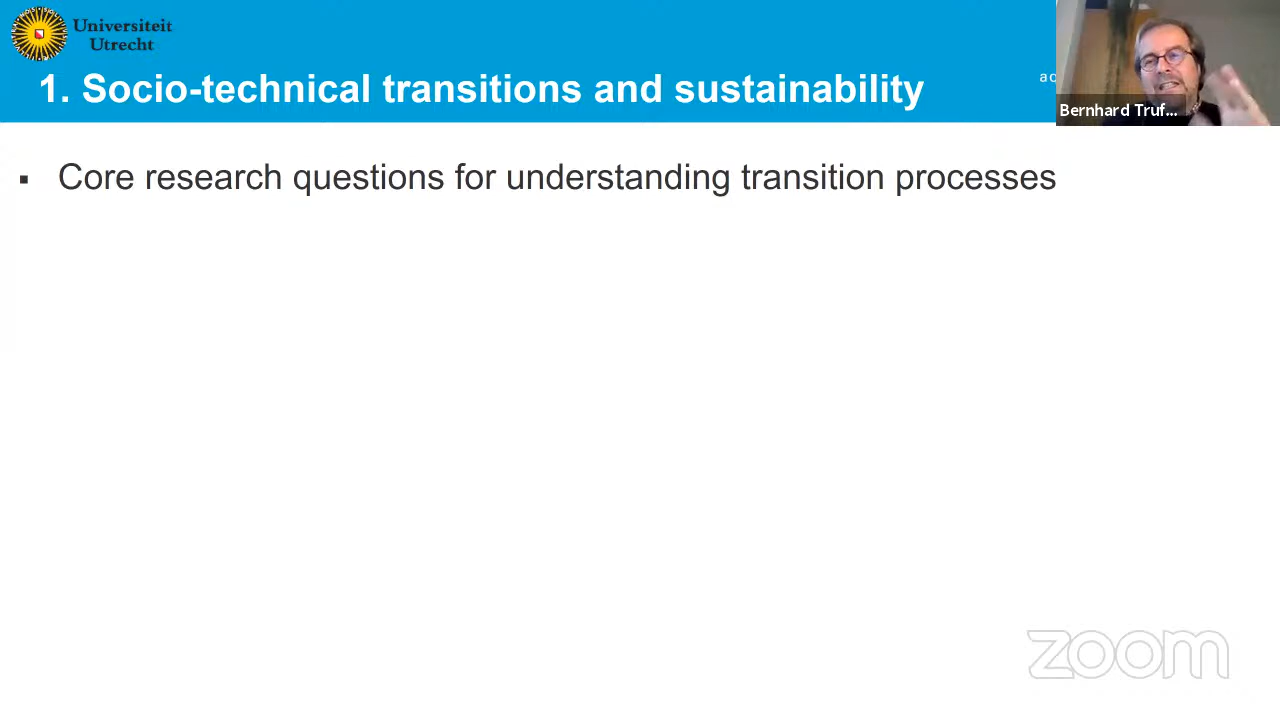 Universiteit
Utrecht
1. Socio-technical transitions and sustainability
Bernhard Truf...
▪ Core research questions for understanding transition processes
zoom